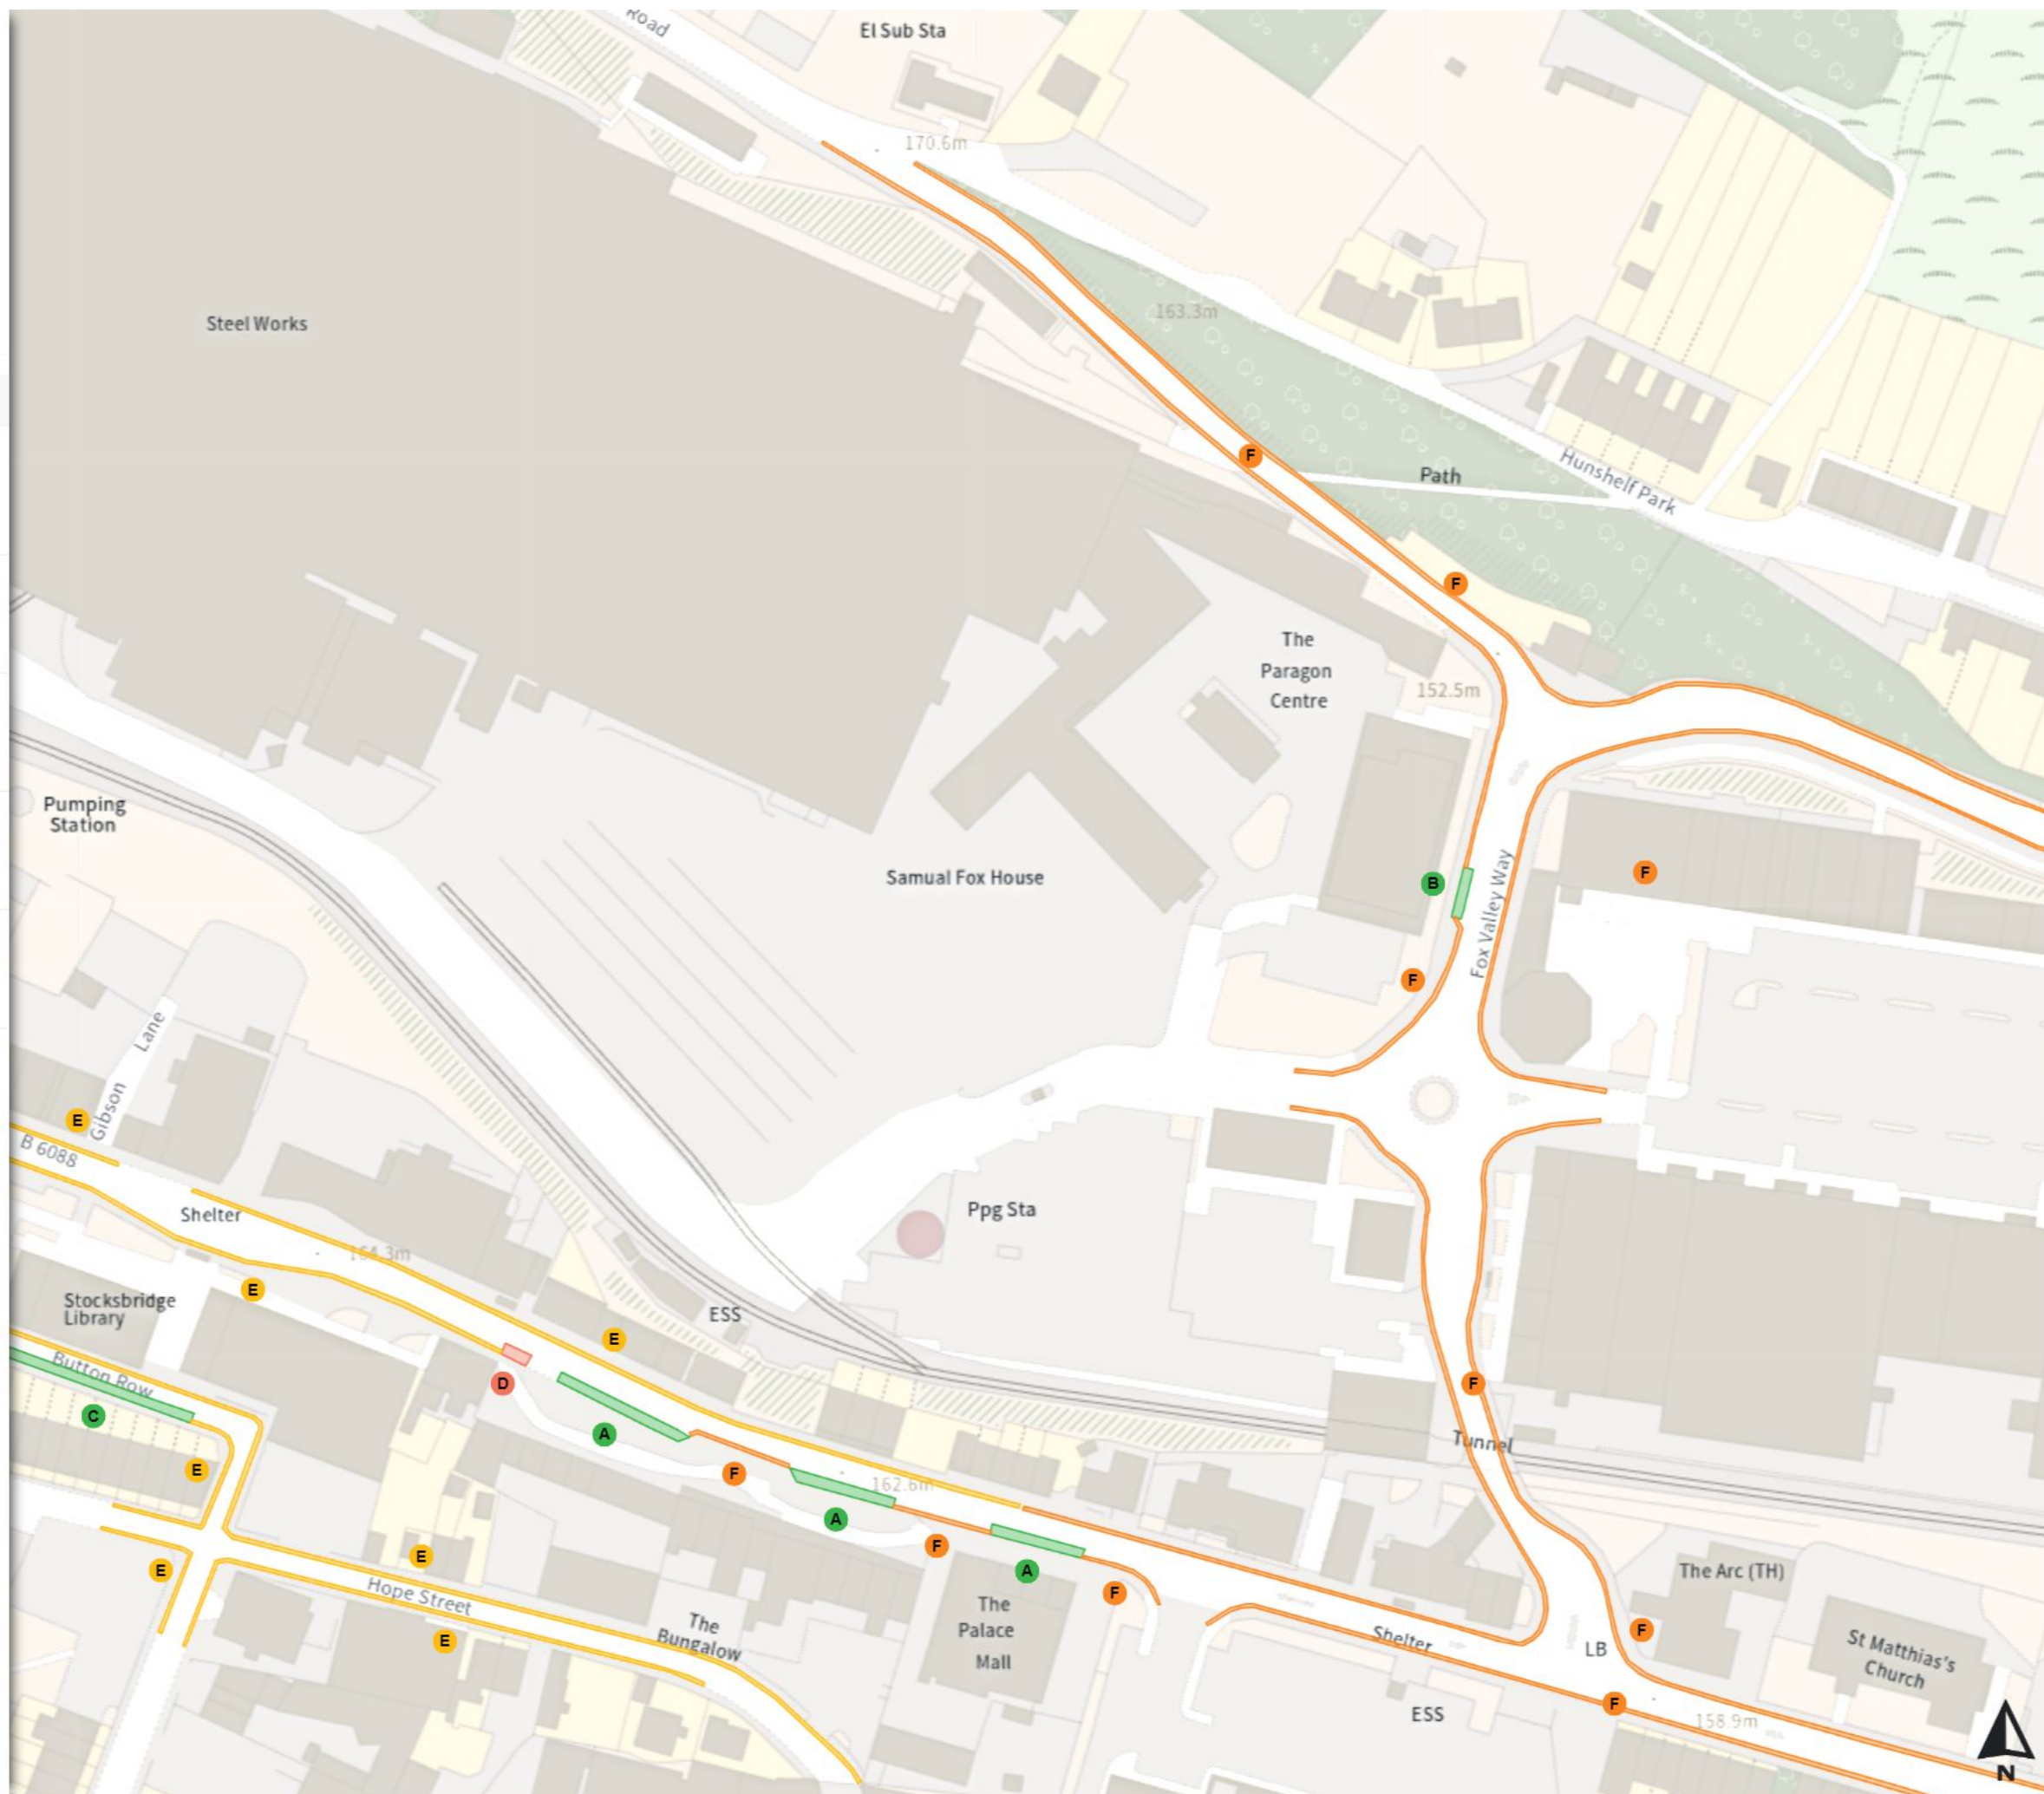 Road
El Sub Sta
170.6m
163.3m
Steel Works
F
Path
Hunshelf Park
F
The
Paragon
Centre
152.5m
Pumping
Station
Samual Fox House
B
F
Fox Valley Way
F
Gibson Lane
E
B 6088
Shelter
164.3m
Ppg Sta
E
Stocksbridge
Library
ESS
E
Button Row
D
F
C
A
Tunnel
E
F
162.6m
A
F
E
E
A
The Arc (TH)
Hope Street
F
The
Palace
Mall
The
Bungalow
E
Shelter
F
LB
St Matthias's
Church
F
ESS
158.9m
N